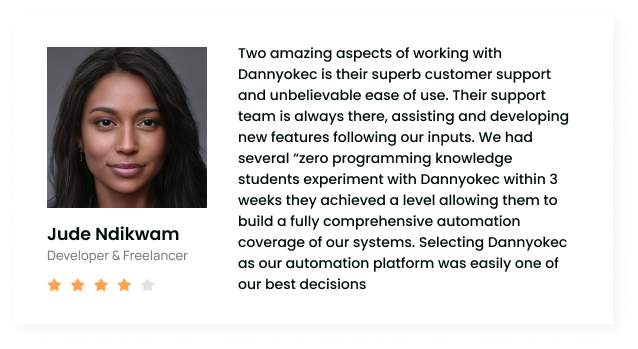 Two amazing aspects of working with
Dannyokec is their superb customer support
and unbelievable ease of use. Their support
team is always there, assisting and developing
new features following our inputs. We had
several “zero programming knowledge
students experiment with Dannyokec within 3
weeks they achieved a level allowing them to
build a fully comprehensive automation
coverage of our systems. Selecting Dannyokec
as our automation platform was easily one of
our best decisions
Jude Ndikwam
Developer & Freelancer